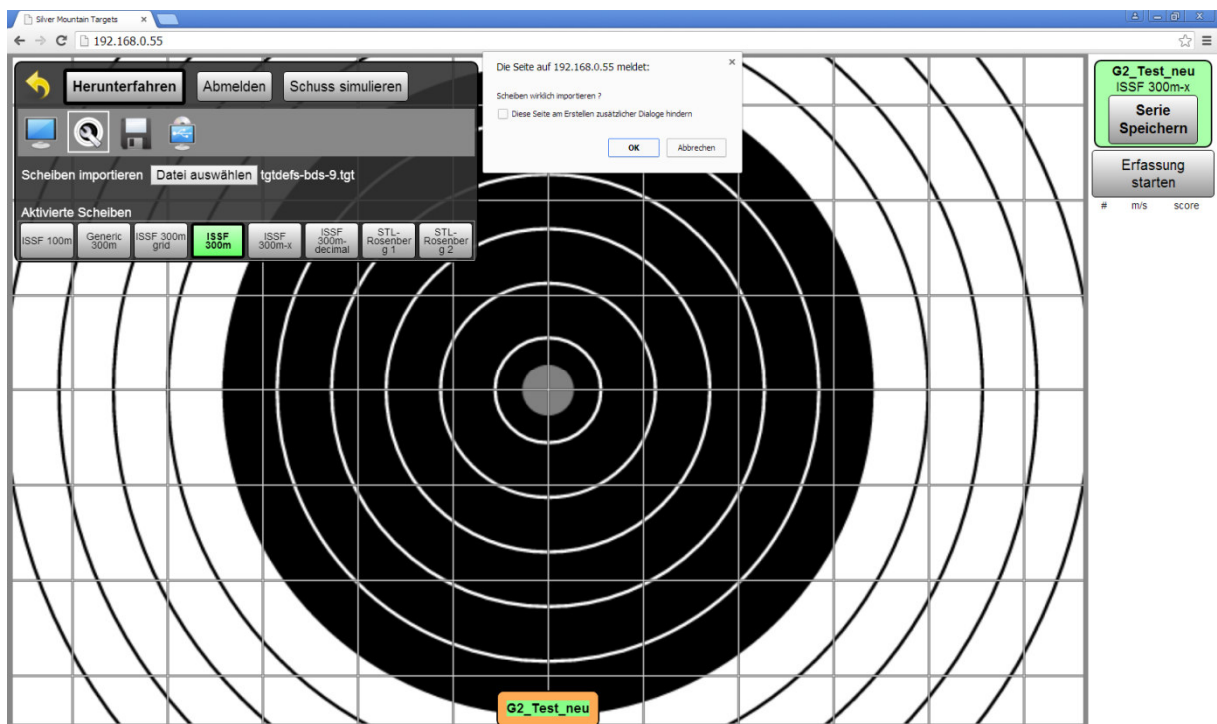 Silver Mountain Targets
192.168.0.55
Herunterfahren
Abmelden
Schuss simulieren
Scheiben importieren Datei auswählen tgtdefs-bds-9.tgt
Aktivierte Scheiben
ISSF 100m
Generic
300m
ISSF 300m
grid
ISSF
300m
ISSF
300m-x
ISSF
300m-
decimal
STL-
Rosenber
g 1
STL-
Rosenber
g 2
Die Seite auf 192.168.0.55 meldet:
Scheiben wirklich importieren ?
Diese Seite am Erstellen zusätzlicher Dialoge hindern
OK
Abbrechen
G2_Test_neu
ISSF 300m-x
Serie
Speichern
Erfassung
starten
# m/s score
G2_Test_neu